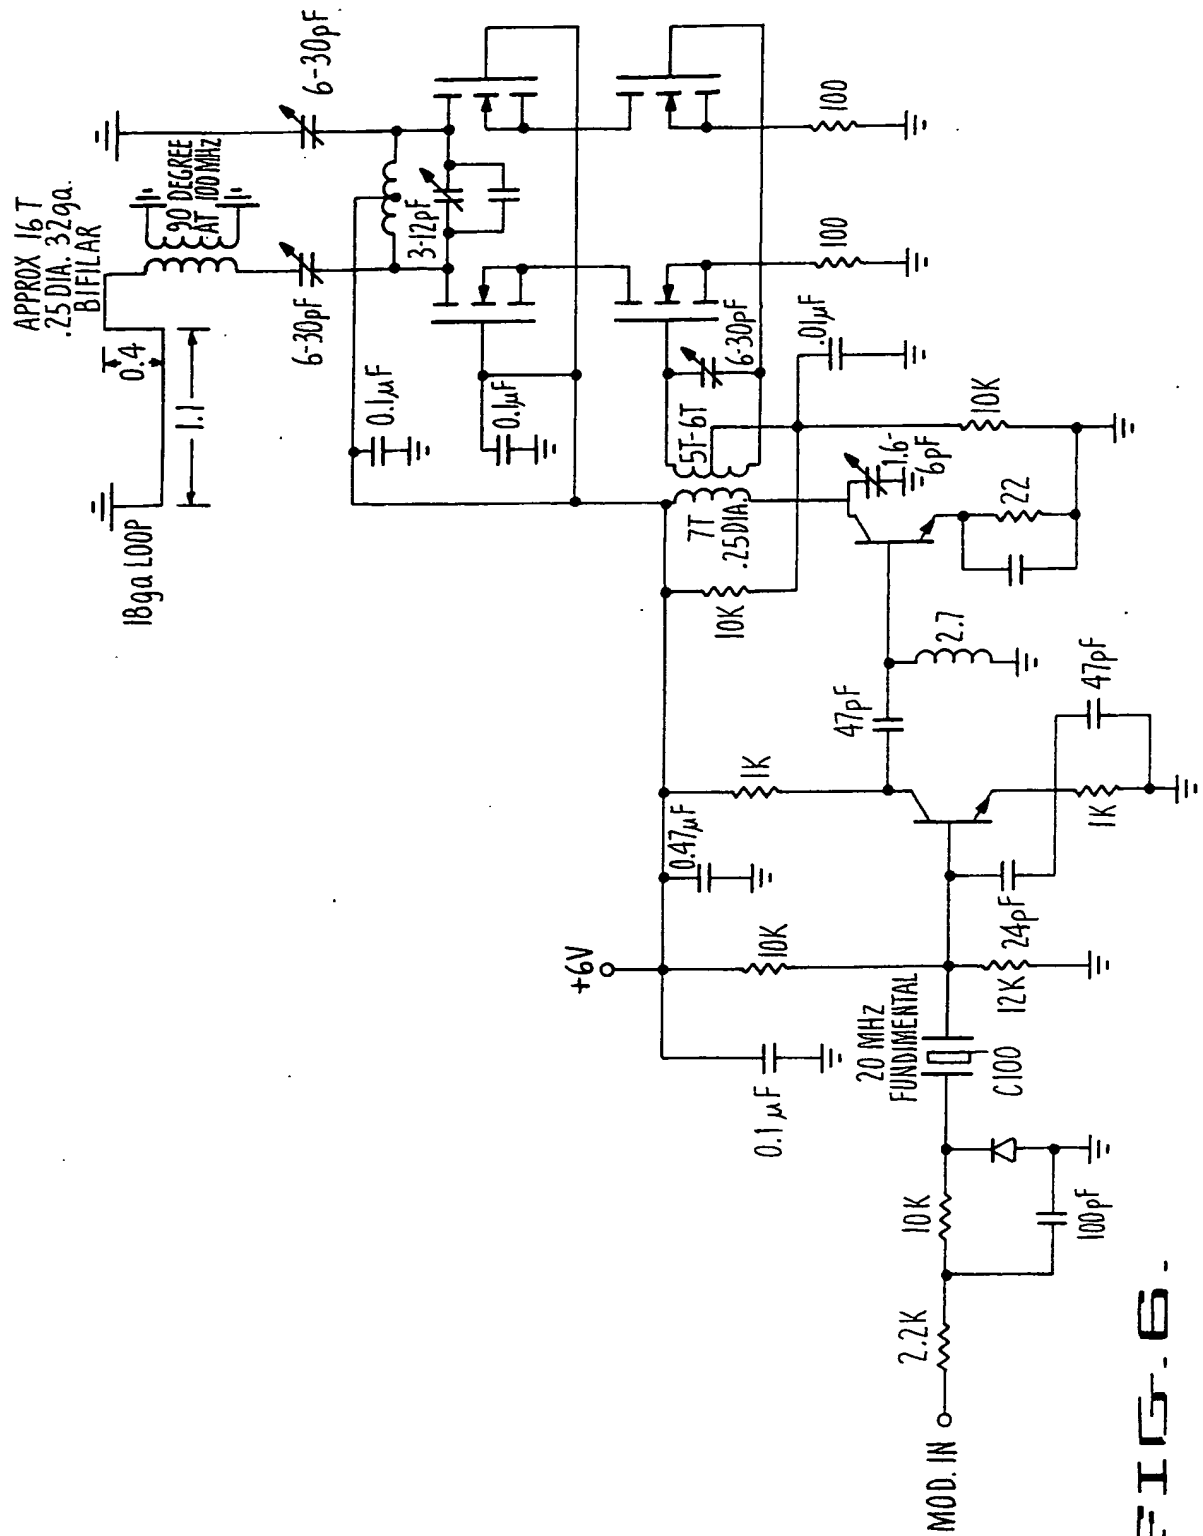 APPROX 16 T
.25 DIA. 32ga.
BIFILAR
90 DEGREE
AT 100 MHz
6-30pF
6-30pF
0.4
1.1
18ga LOOP
3-12pF
0.1µF
0.1µF
100
100
6-30pF
.01µF
5T-6T
7T
.25DIA.
10K
1.6-
6pF
22
10K
2.7
47pF
47pF
1K
1K
0.47µF
+6V
10K
24pF
12K
20 MHz
FUNDIMENTAL
C100
0.1µF
10K
100pF
2.2K
MOD. IN
FIG. 6.